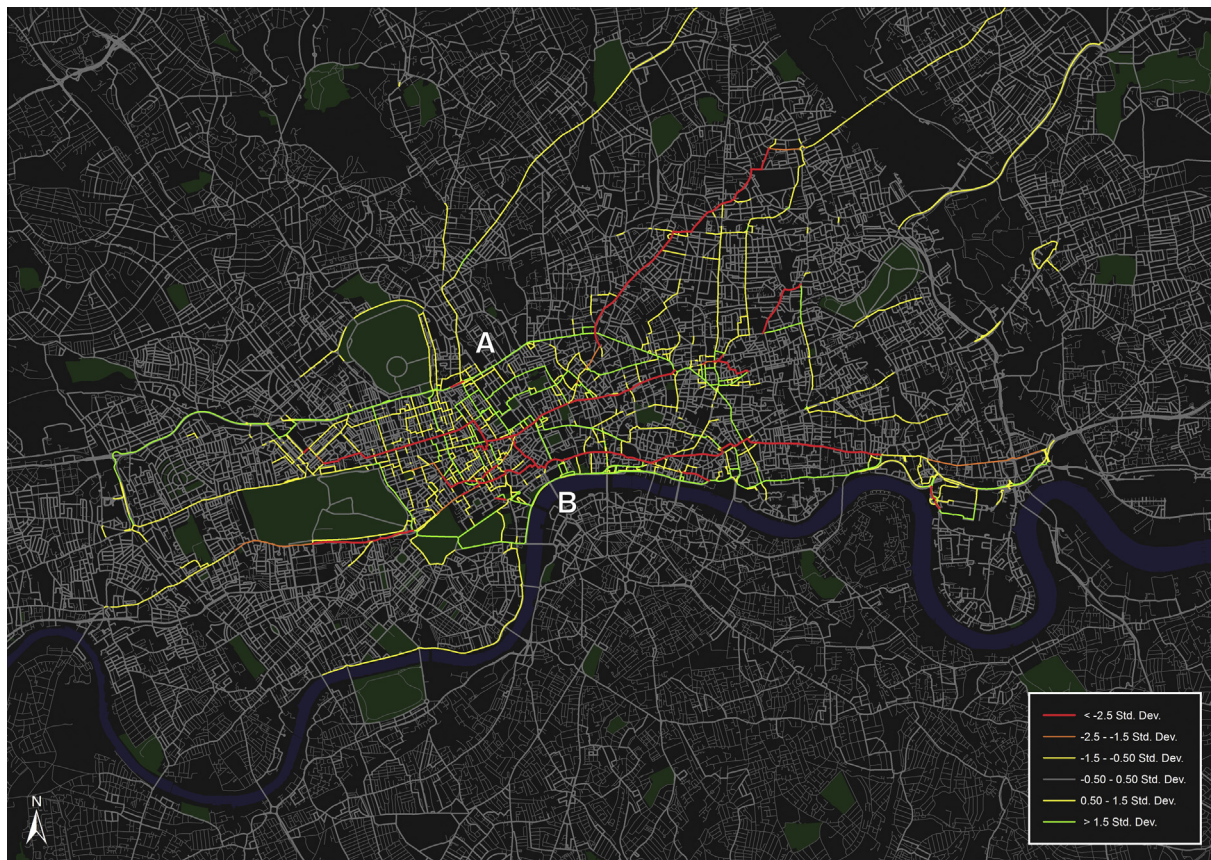 A
B
< -2.5 Std. Dev.
-2.5 - -1.5 Std. Dev.
-1.5 - -0.50 Std. Dev.
-0.50 - 0.50 Std. Dev.
0.50 - 1.5 Std. Dev.
> 1.5 Std. Dev.
N